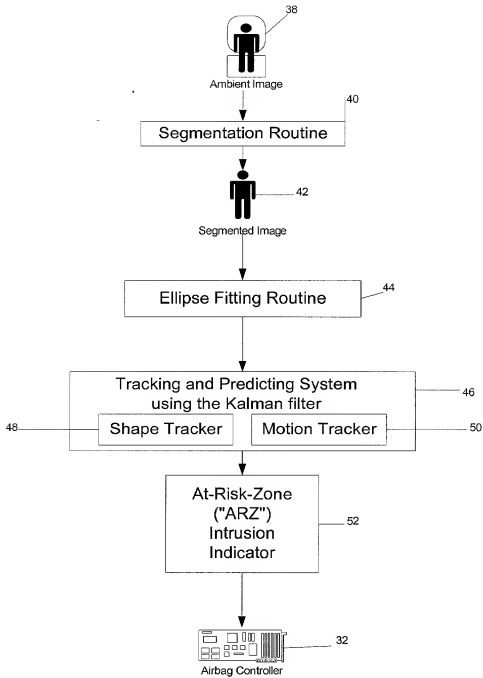 38
Ambient Image
40
Segmentation Routine
42
Segmented Image
Ellipse Fitting Routine
44
Tracking and Predicting System
using the Kalman filter
46
48
Shape Tracker
Motion Tracker
50
At-Risk-Zone
("ARZ")
Intrusion
Indicator
52
32
Airbag Controller